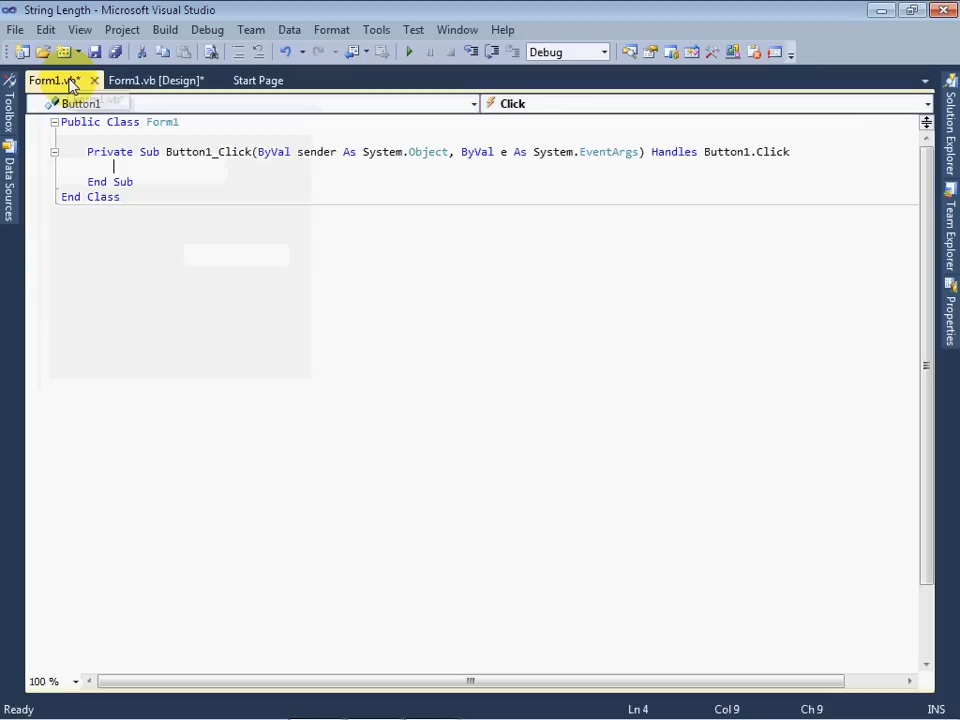 String Length - Microsoft Visual Studio
File Edit View Project Build Debug Team Data Format Tools Test Window Help
Debug
Form1.vb* Form1.vb [Design]* Start Page
Button1 Click
Public Class Form1
Private Sub Button1_Click(ByVal sender As System.Object, ByVal e As System.EventArgs) Handles Button1.Click
End Sub
End Class
Toolbox
Data Sources
Solution Explorer
Team Explorer
Properties
100 %
Ready Ln 4 Col 9 Ch 9 INS